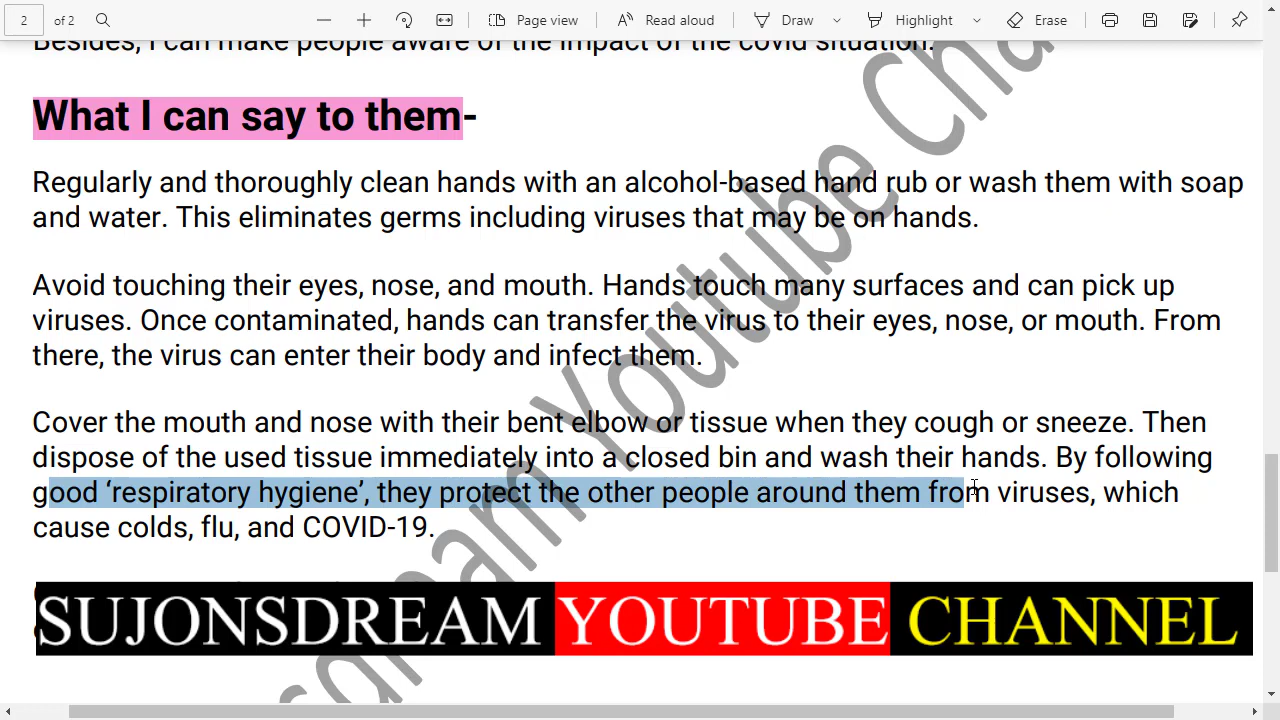 2 of 2 Page view Read aloud Draw Highlight Erase
Besides, I can make people aware of the impact of the covid situation.
What I can say to them-
Regularly and thoroughly clean hands with an alcohol-based hand rub or wash them with soap
and water. This eliminates germs including viruses that may be on hands.
Avoid touching their eyes, nose, and mouth. Hands touch many surfaces and can pick up
viruses. Once contaminated, hands can transfer the virus to their eyes, nose, or mouth. From
there, the virus can enter their body and infect them.
Cover the mouth and nose with their bent elbow or tissue when they cough or sneeze. Then
dispose of the used tissue immediately into a closed bin and wash their hands. By following
good ‘respiratory hygiene’, they protect the other people around them from viruses, which
cause colds, flu, and COVID-19.
SUJONSDREAM YOUTUBE CHANNEL
Youtube